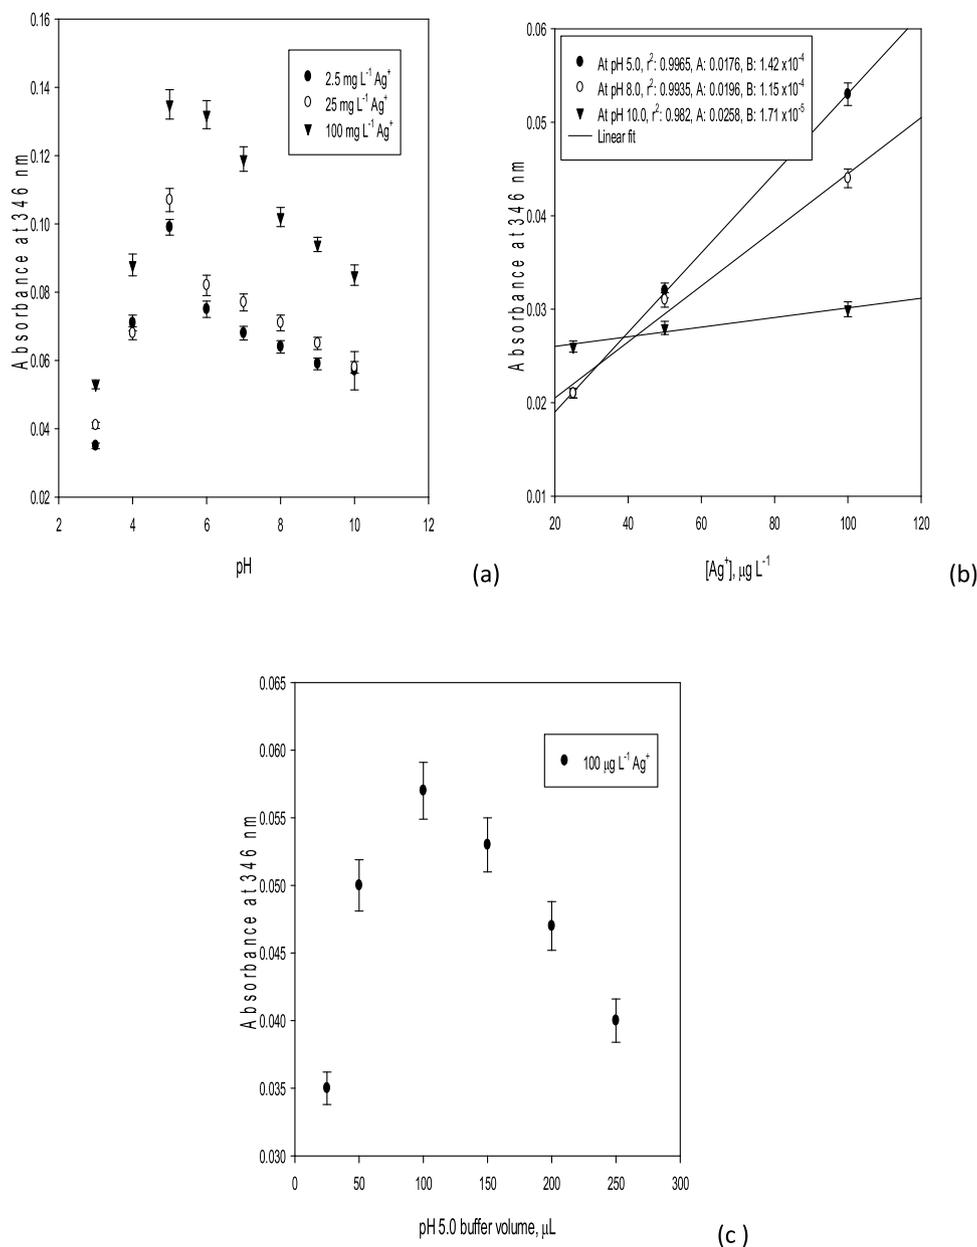 0.16
0.14
0.12
0.10
0.08
0.06
0.04
0.02
Absorbance at 346 nm
2.5 mg L⁻¹ Ag⁺
25 mg L⁻¹ Ag⁺
100 mg L⁻¹ Ag⁺
2 4 6 8 10 12
pH
(a)
0.06
0.05
0.04
0.03
0.02
0.01
Absorbance at 346 nm
At pH 5.0, r²: 0.9965, A: 0.0176, B: 1.42 x10⁻⁴
At pH 8.0, r²: 0.9935, A: 0.0196, B: 1.15 x10⁻⁴
At pH 10.0, r²: 0.982, A: 0.0258, B: 1.71 x10⁻⁵
Linear fit
20 40 60 80 100 120
[Ag⁺], µg L⁻¹
(b)
0.065
0.060
0.055
0.050
0.045
0.040
0.035
0.030
Absorbance at 346 nm
100 µg L⁻¹ Ag⁺
0 50 100 150 200 250 300
pH 5.0 buffer volume, µL
(c )